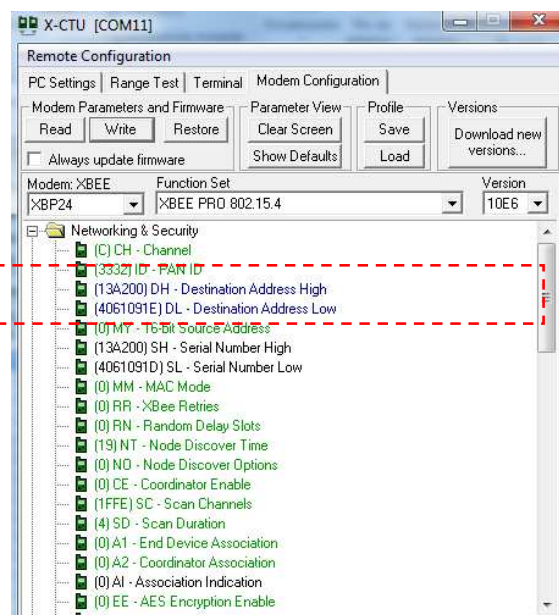 X-CTU [COM11]
Remote Configuration
PC Settings Range Test Terminal Modem Configuration
Modem Parameters and Firmware Parameter View Profile Versions
Read Write Restore Clear Screen Save Download new versions...
Always update firmware Show Defaults Load
Modem: XBEE Function Set Version
XBP24 XBEE PRO 802.15.4 10E6
Networking & Security
(C) CH - Channel
(3332) ID - PAN ID
(13A200) DH - Destination Address High
(4061091E) DL - Destination Address Low
(0) MY - 16-bit Source Address
(13A200) SH - Serial Number High
(4061091D) SL - Serial Number Low
(0) MM - MAC Mode
(0) RR - XBee Retries
(0) RN - Random Delay Slots
(19) NT - Node Discover Time
(0) NO - Node Discover Options
(0) CE - Coordinator Enable
(1FFE) SC - Scan Channels
(4) SD - Scan Duration
(0) A1 - End Device Association
(0) A2 - Coordinator Association
(0) AI - Association Indication
(0) EE - AES Encryption Enable